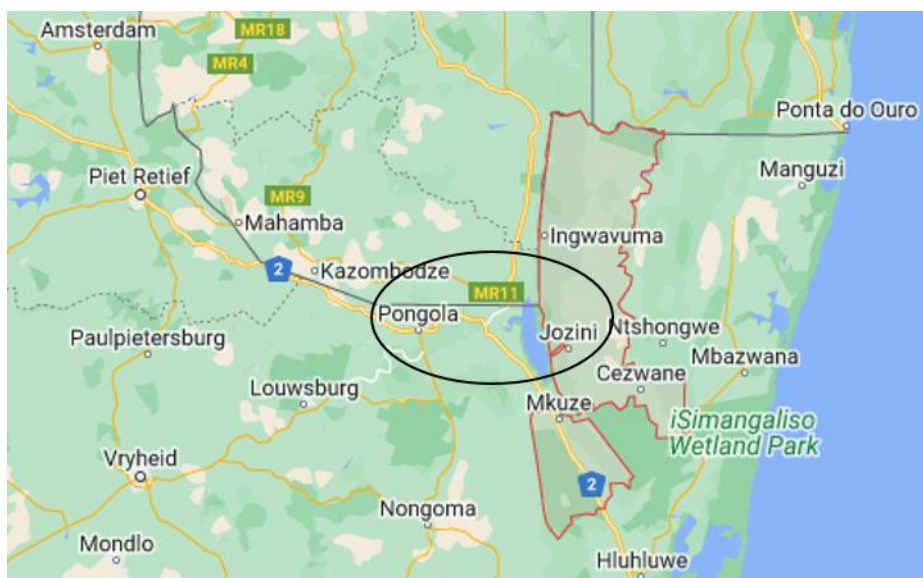 Amsterdam
MR18
MR4
Ponta do Ouro
Piet Retief
Manguzi
MR9
Mahamba
Ingwavuma
2
Kazombodze
MR11
Pongola
Jozini
Ntshongwe
Paulpietersburg
Mbazwana
Cezwane
Louwsburg
Mkuze
iSimangaliso
Wetland Park
Vryheid
2
Nongoma
Mondlo
Hluhluwe